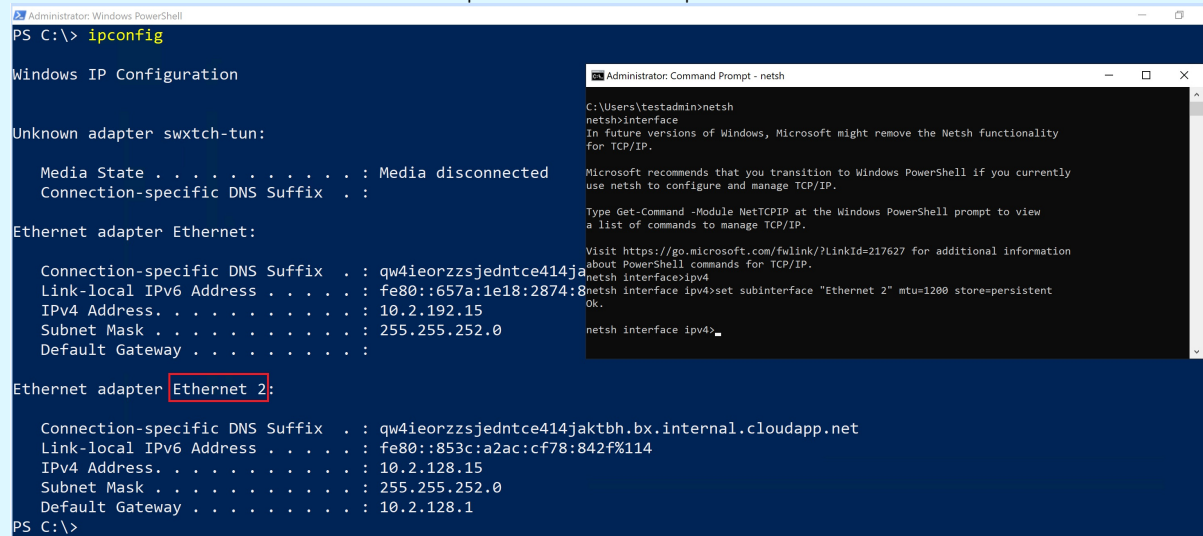 Administrator: Windows PowerShell
PS C:\> ipconfig
Windows IP Configuration
Unknown adapter swxtch-tun:
Media State . . . . . . . . . . . : Media disconnected
Connection-specific DNS Suffix  . :
Ethernet adapter Ethernet:
Connection-specific DNS Suffix  . : qw4ieorzzsjedntce414ja
Link-local IPv6 Address . . . . . : fe80::657a:1e18:2874:8
IPv4 Address. . . . . . . . . . . : 10.2.192.15
Subnet Mask . . . . . . . . . . . : 255.255.252.0
Default Gateway . . . . . . . . . :
Ethernet adapter Ethernet 2:
Connection-specific DNS Suffix  . : qw4ieorzzsjedntce414jaktbh.bx.internal.cloudapp.net
Link-local IPv6 Address . . . . . : fe80::853c:a2ac:cf78:842f%114
IPv4 Address. . . . . . . . . . . : 10.2.128.15
Subnet Mask . . . . . . . . . . . : 255.255.252.0
Default Gateway . . . . . . . . . : 10.2.128.1
PS C:\>
Administrator: Command Prompt - netsh
C:\Users\testadmin>netsh
netsh>interface
In future versions of Windows, Microsoft might remove the Netsh functionality
for TCP/IP.
Microsoft recommends that you transition to Windows PowerShell if you currently
use netsh to configure and manage TCP/IP.
Type Get-Command -Module NetTCPIP at the Windows PowerShell prompt to view
a list of commands to manage TCP/IP.
Visit https://go.microsoft.com/fwlink/?LinkId=217627 for additional information
about PowerShell commands for TCP/IP.
netsh interface>ipv4
netsh interface ipv4>set subinterface "Ethernet 2" mtu=1200 store=persistent
Ok.
netsh interface ipv4>